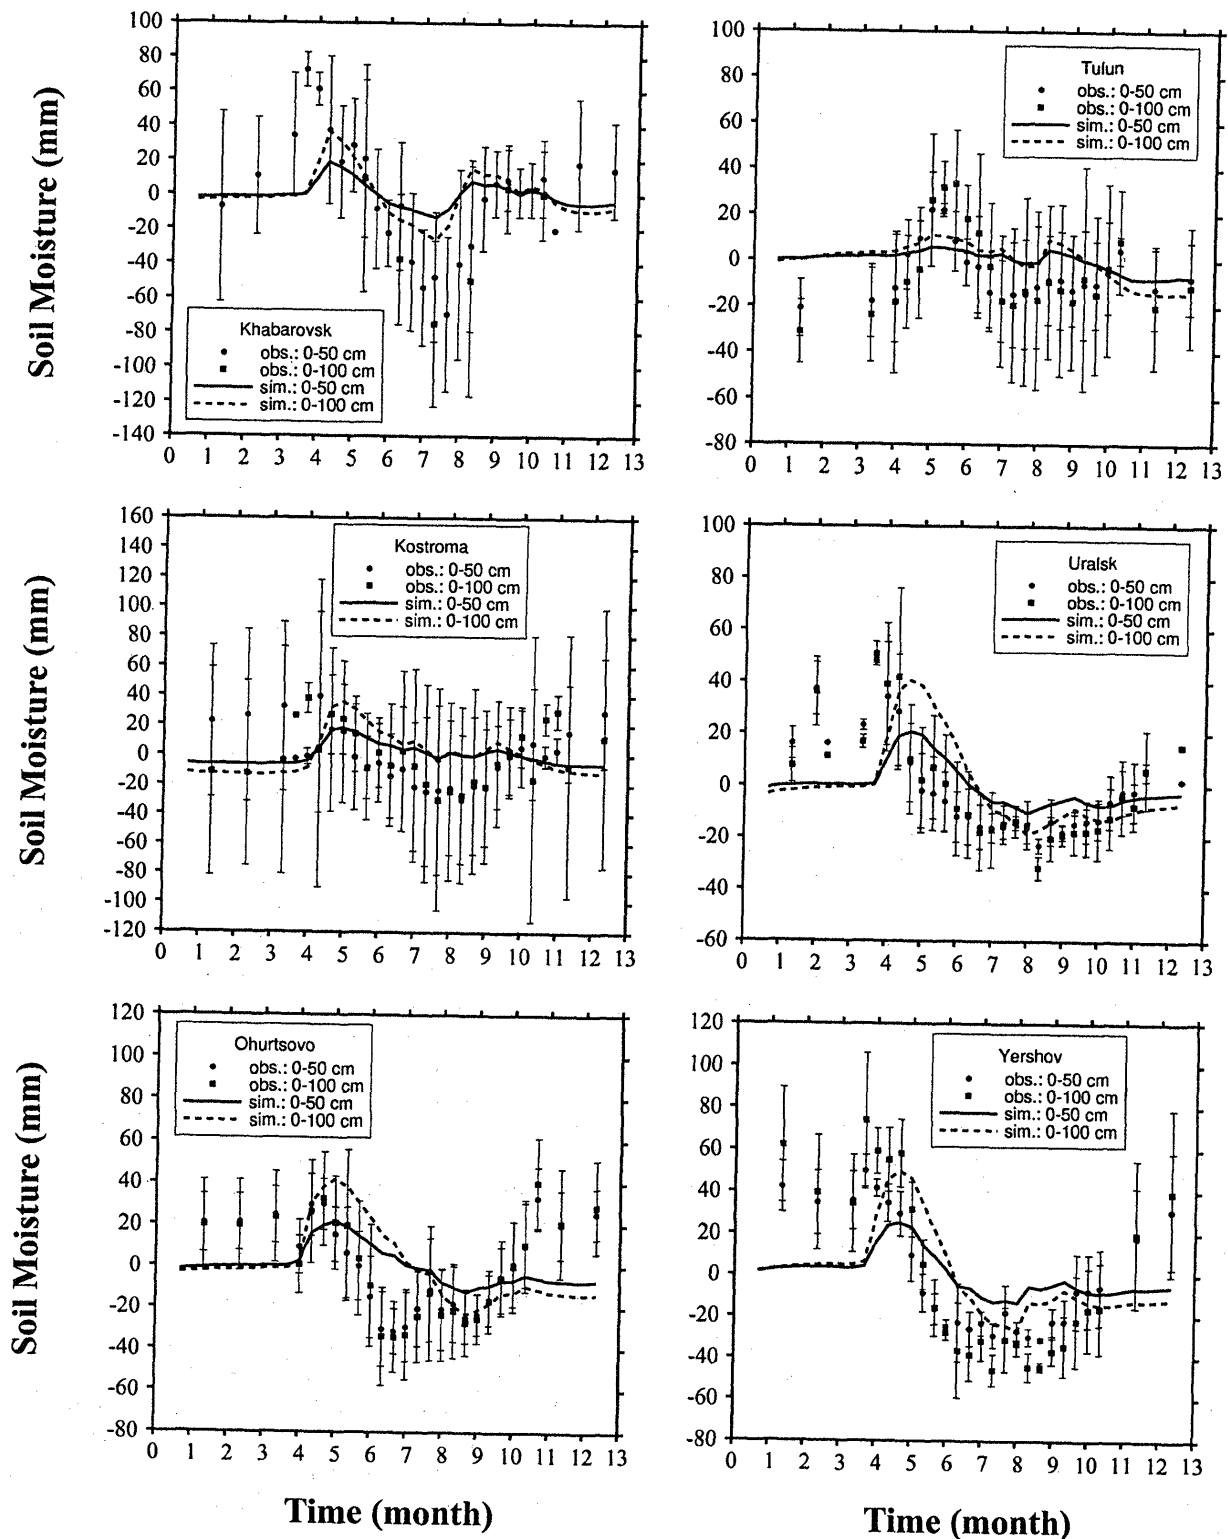 Soil Moisture (mm)
100
80
60
40
20
0
-20
-40
-60
-80
-100
-120
-140
0 1 2 3 4 5 6 7 8 9 10 11 12 13
Khabarovsk
obs.: 0-50 cm
obs.: 0-100 cm
sim.: 0-50 cm
sim.: 0-100 cm
100
80
60
40
20
0
-20
-40
-60
-80
0 1 2 3 4 5 6 7 8 9 10 11 12 13
Tulun
obs.: 0-50 cm
obs.: 0-100 cm
sim.: 0-50 cm
sim.: 0-100 cm
Soil Moisture (mm)
160
140
120
100
80
60
40
20
0
-20
-40
-60
-80
-100
-120
0 1 2 3 4 5 6 7 8 9 10 11 12 13
Kostroma
obs.: 0-50 cm
obs.: 0-100 cm
sim.: 0-50 cm
sim.: 0-100 cm
100
80
60
40
20
0
-20
-40
-60
0 1 2 3 4 5 6 7 8 9 10 11 12 13
Uralsk
obs.: 0-50 cm
obs.: 0-100 cm
sim.: 0-50 cm
sim.: 0-100 cm
Soil Moisture (mm)
120
100
80
60
40
20
0
-20
-40
-60
-80
0 1 2 3 4 5 6 7 8 9 10 11 12 13
Ohurtsovo
obs.: 0-50 cm
obs.: 0-100 cm
sim.: 0-50 cm
sim.: 0-100 cm
Time (month)
120
100
80
60
40
20
0
-20
-40
-60
-80
0 1 2 3 4 5 6 7 8 9 10 11 12 13
Yershov
obs.: 0-50 cm
obs.: 0-100 cm
sim.: 0-50 cm
sim.: 0-100 cm
Time (month)